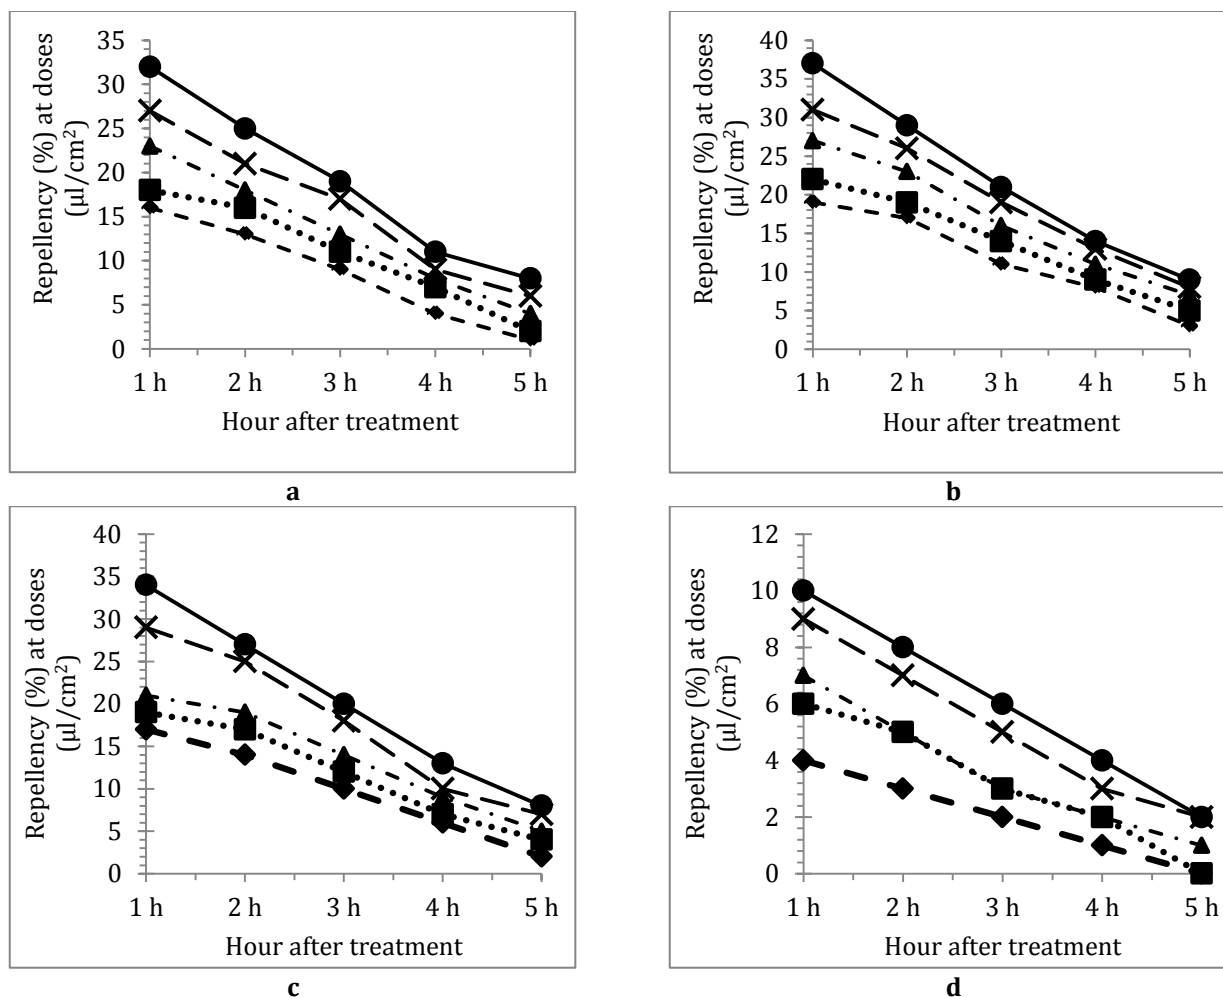 Repellency (%) at doses
(µl/cm²)
35
30
25
20
15
10
5
0
1 h 2 h 3 h 4 h 5 h
Hour after treatment
a
Repellency (%) at doses
(µl/cm²)
40
35
30
25
20
15
10
5
0
1 h 2 h 3 h 4 h 5 h
Hour after treatment
b
Repellency (%) at doses
(µl/cm²)
40
35
30
25
20
15
10
5
0
1 h 2 h 3 h 4 h 5 h
Hour after treatment
c
Repellency (%) at doses
(µl/cm²)
12
10
8
6
4
2
0
1 h 2 h 3 h 4 h 5 h
Hour after treatment
d